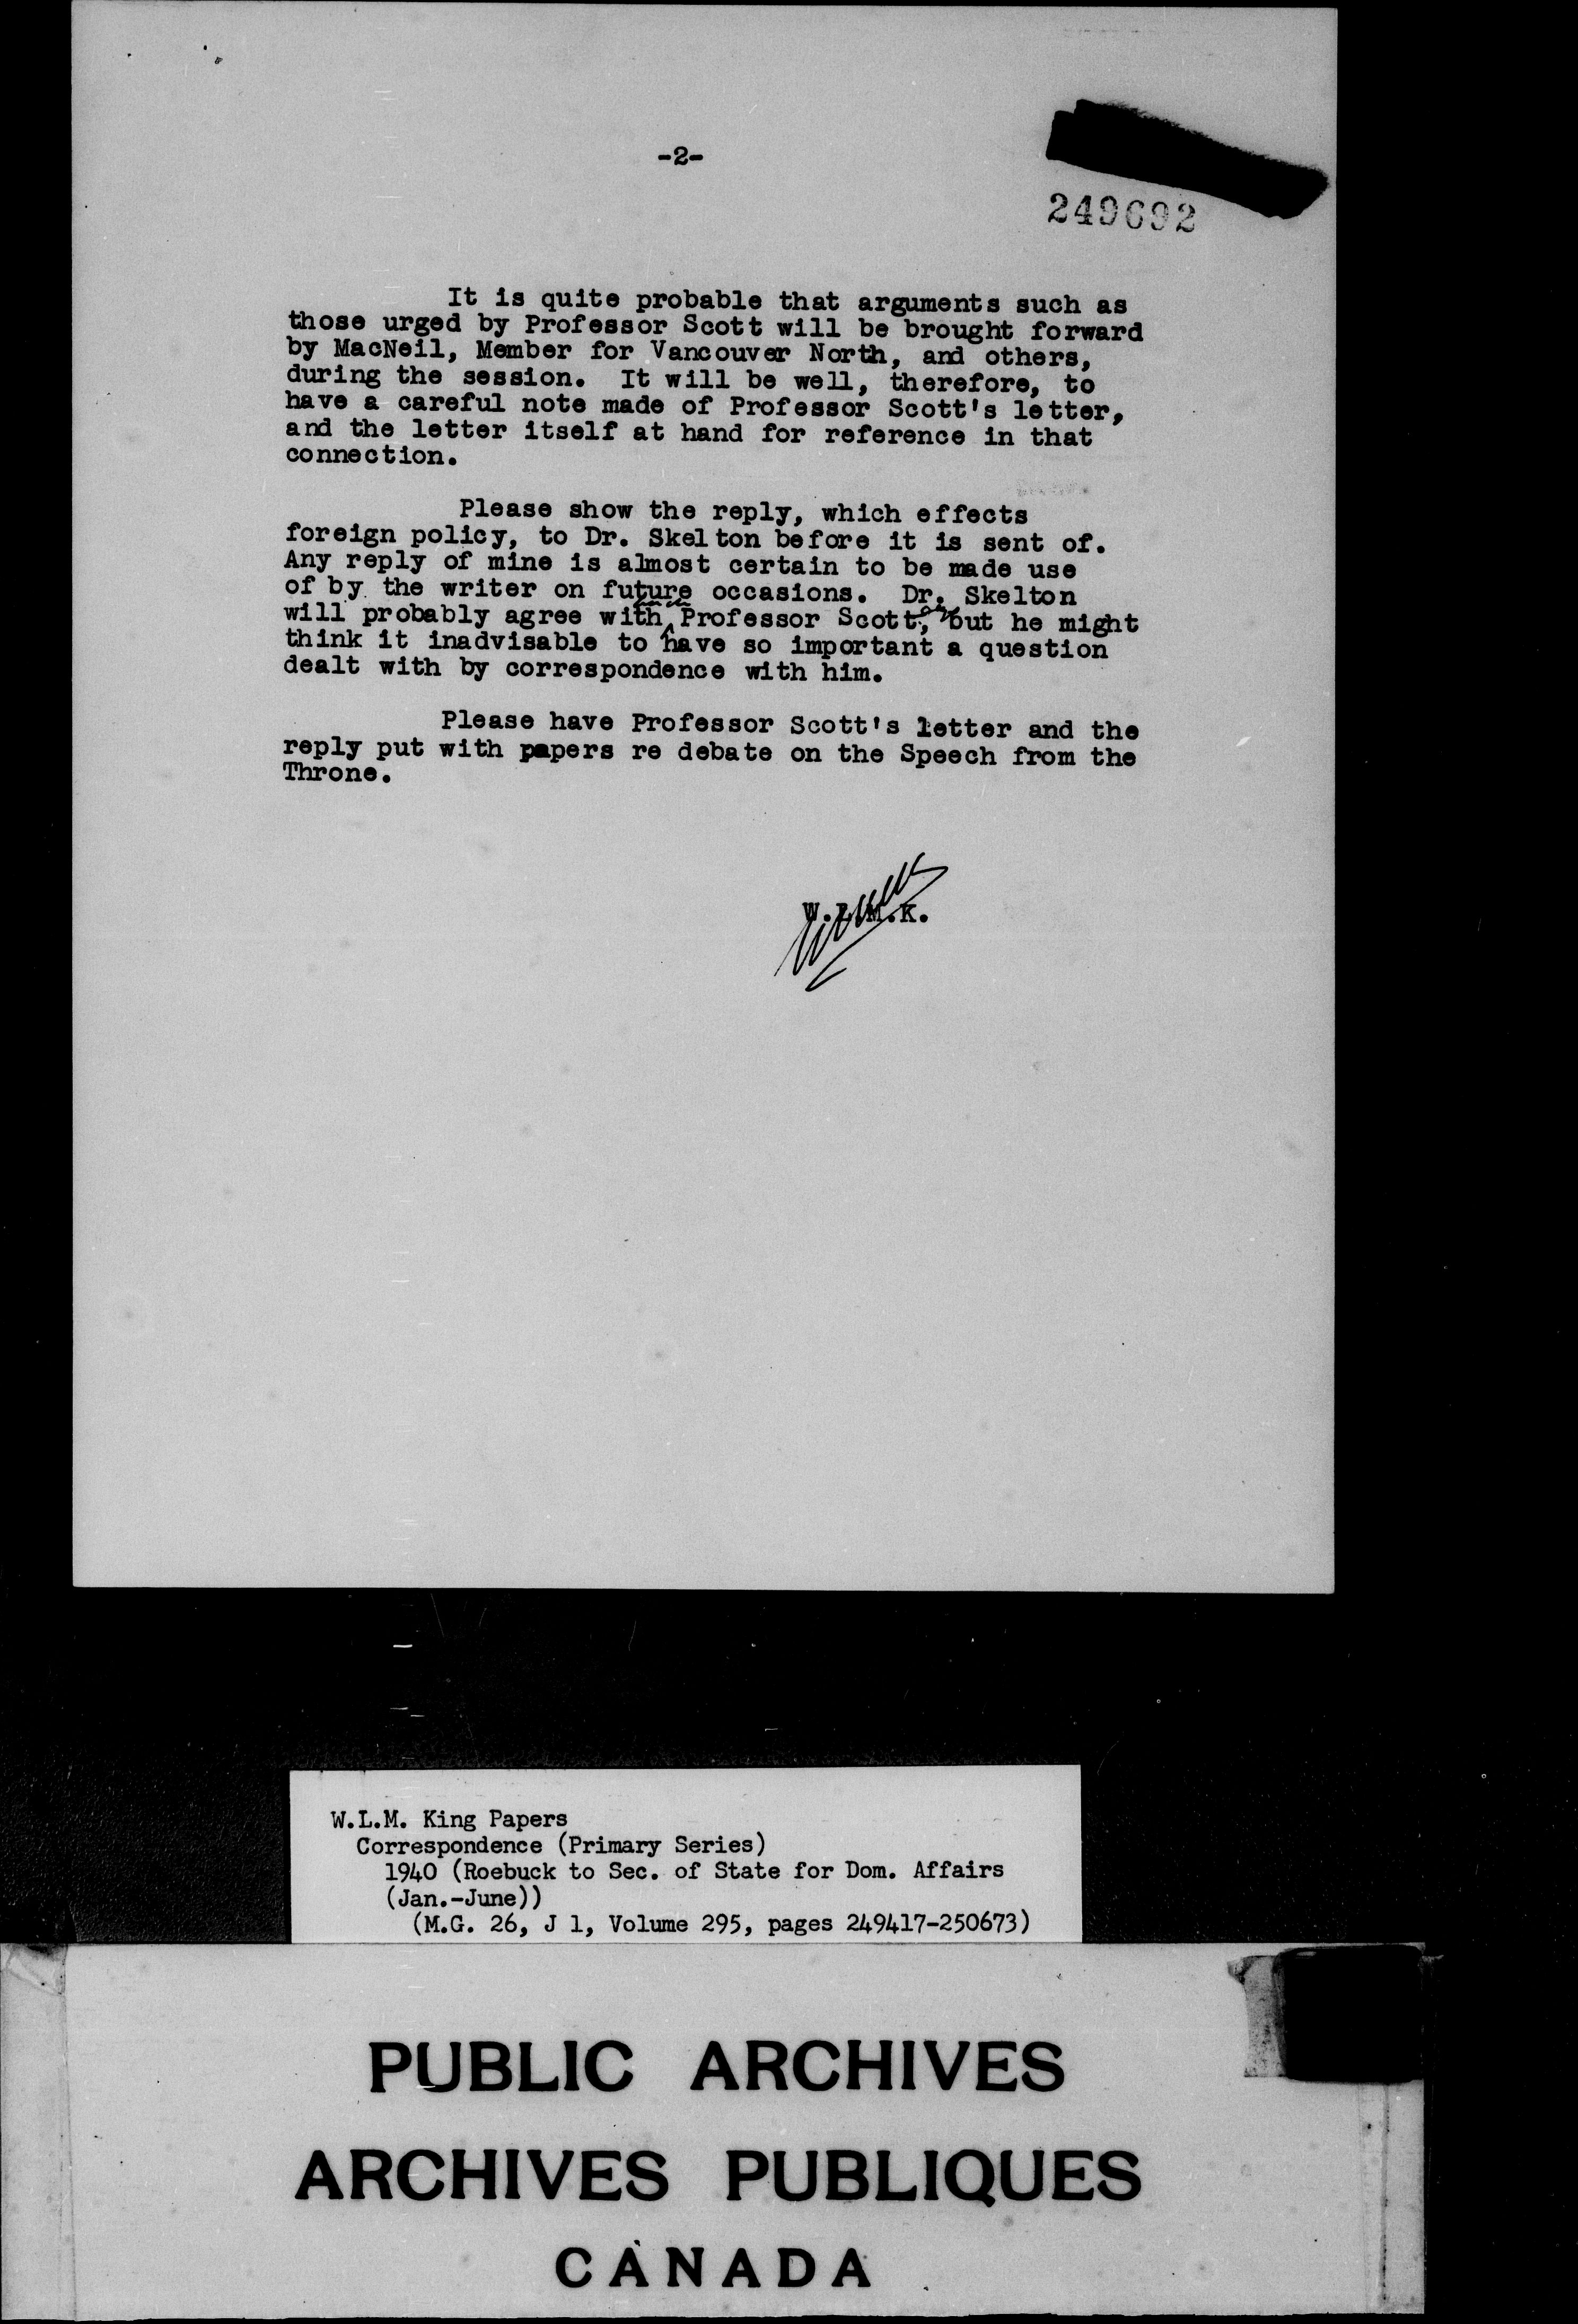 -2-
249692
It is quite probable that arguments such as
those urged by Professor Scott will be brought forward
by MacNeil, Member for Vancouver North, and others,
during the session. It will be well, therefore, to
have a careful note made of Professor Scott's letter,
and the letter itself at hand for reference in that
connection.
Please show the reply, which effects
foreign policy, to Dr. Skelton before it is sent of.
Any reply of mine is almost certain to be made use
of by the writer on future occasions. Dr. Skelton
will probably agree with Professor Scott, but he might
think it inadvisable to have so important a question
dealt with by correspondence with him.
Please have Professor Scott's letter and the
reply put with papers re debate on the Speech from the
Throne.
W.L.M.K.
W.L.M. King Papers
Correspondence (Primary Series)
1940 (Roebuck to Sec. of State for Dom. Affairs
(Jan.-June))
(M.G. 26, J 1, Volume 295, pages 249417-250673)
PUBLIC ARCHIVES
ARCHIVES PUBLIQUES
CANADA